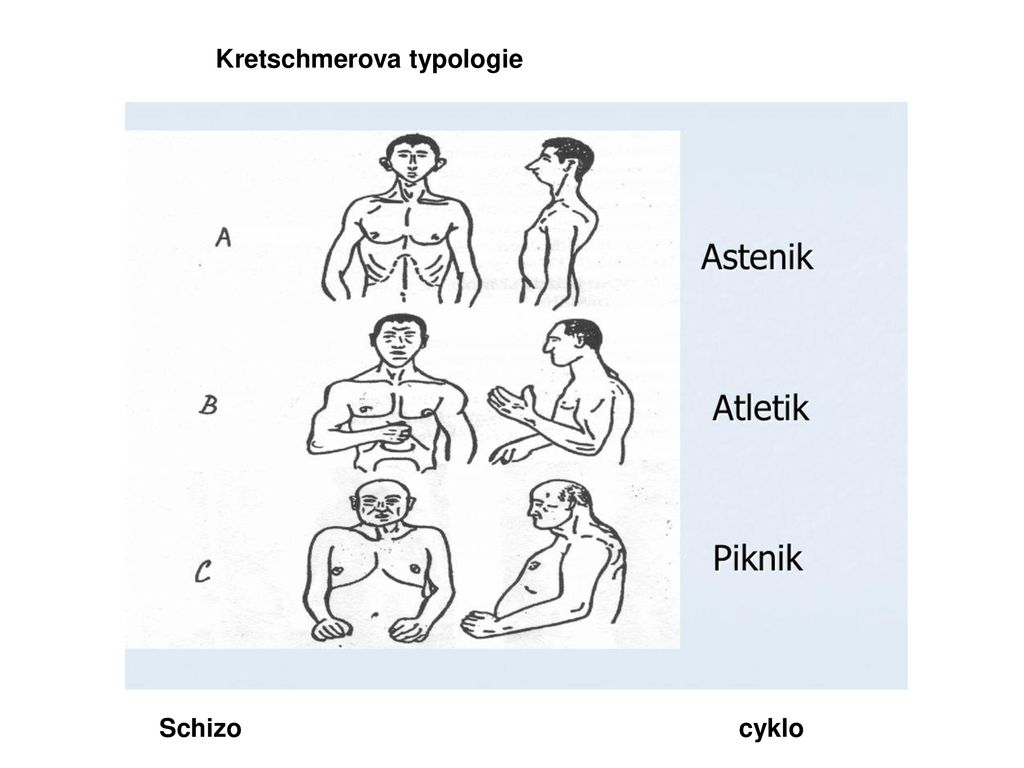 Kretschmerova typologie
A
Astenik
B
Atletik
C
Piknik
Schizo
cyklo